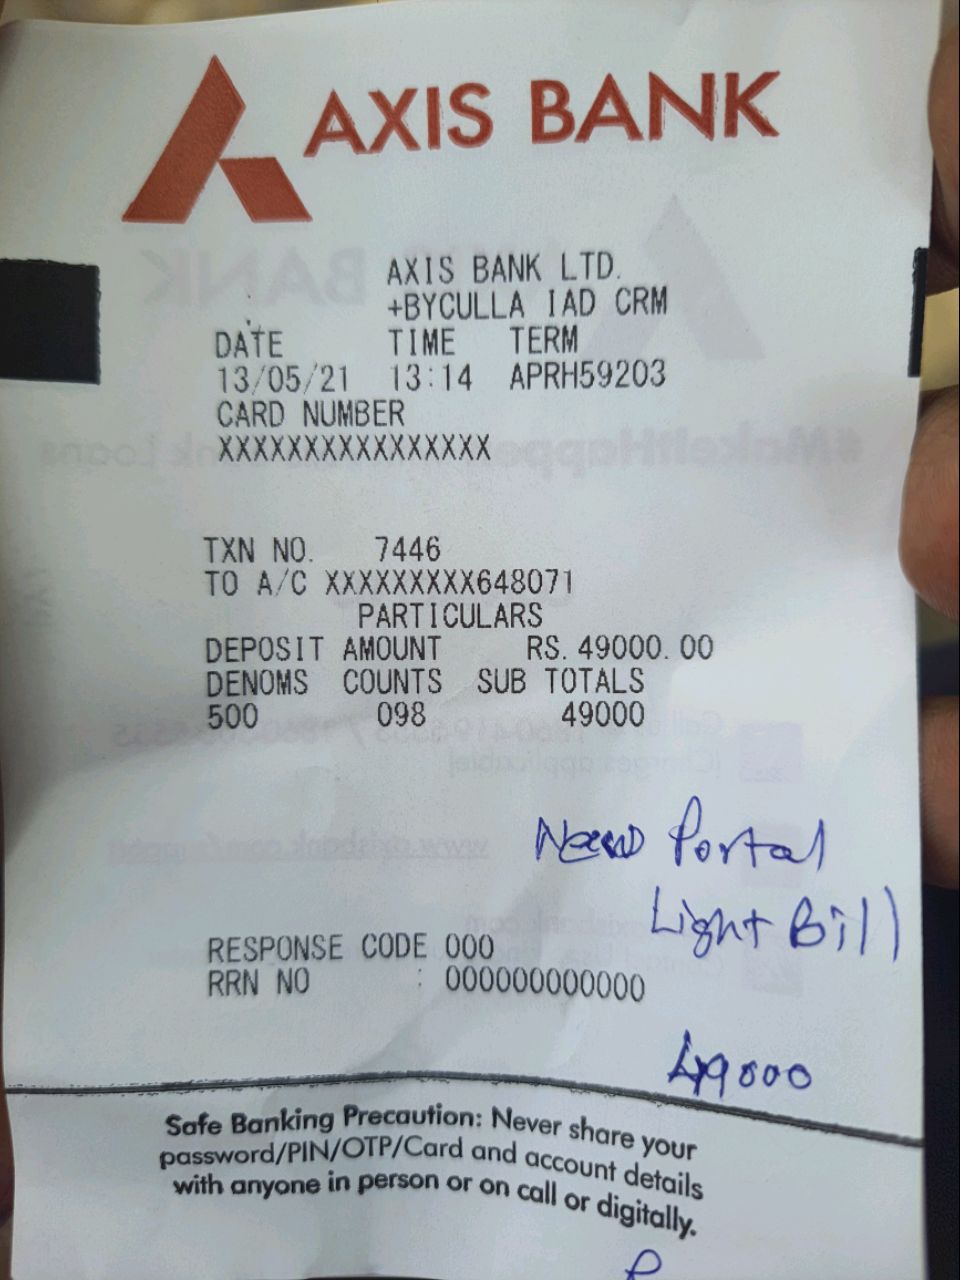 AXIS BANK
AXIS BANK LTD.
+BYCULLA IAD CRM
DATE TIME TERM
13/05/21 13:14 APRH59203
CARD NUMBER
XXXXXXXXXXXXXXXX
TXN NO. 7446
TO A/C XXXXXXXXX648071
PARTICULARS
DEPOSIT AMOUNT RS.49000.00
DENOMS COUNTS SUB TOTALS
500 098 49000
New Portal
Light Bill
RESPONSE CODE 000
RRN NO : 000000000000
49000
Safe Banking Precaution: Never share your
password/PIN/OTP/Card and account details
with anyone in person or on call or digitally.